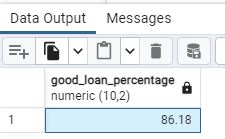 Data Output Messages
good_loan_percentage
numeric (10,2)
1 86.18